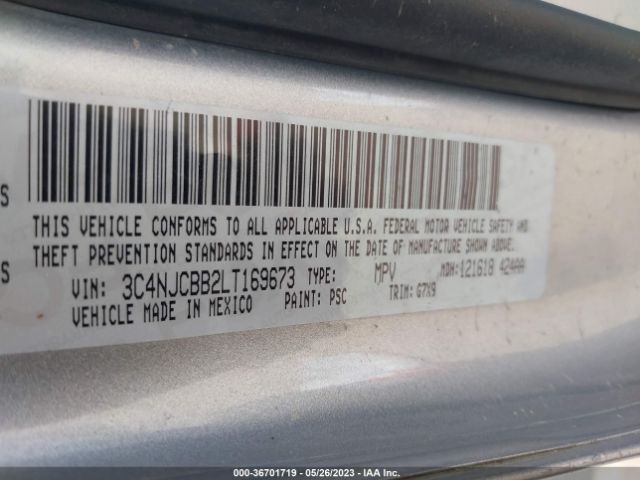 S
THIS VEHICLE CONFORMS TO ALL APPLICABLE U.S.A. FEDERAL MOTOR VEHICLE SAFETY AND
THEFT PREVENTION STANDARDS IN EFFECT ON THE DATE OF MANUFACTURE SHOWN ABOVE.
S
VIN: 3C4NJCBB2LT169673 TYPE: MPV MDH:121618 424AAA
VEHICLE MADE IN MEXICO PAINT: PSC TRIM: G7X9
000-36701719 - 05/26/2023 - IAA Inc.